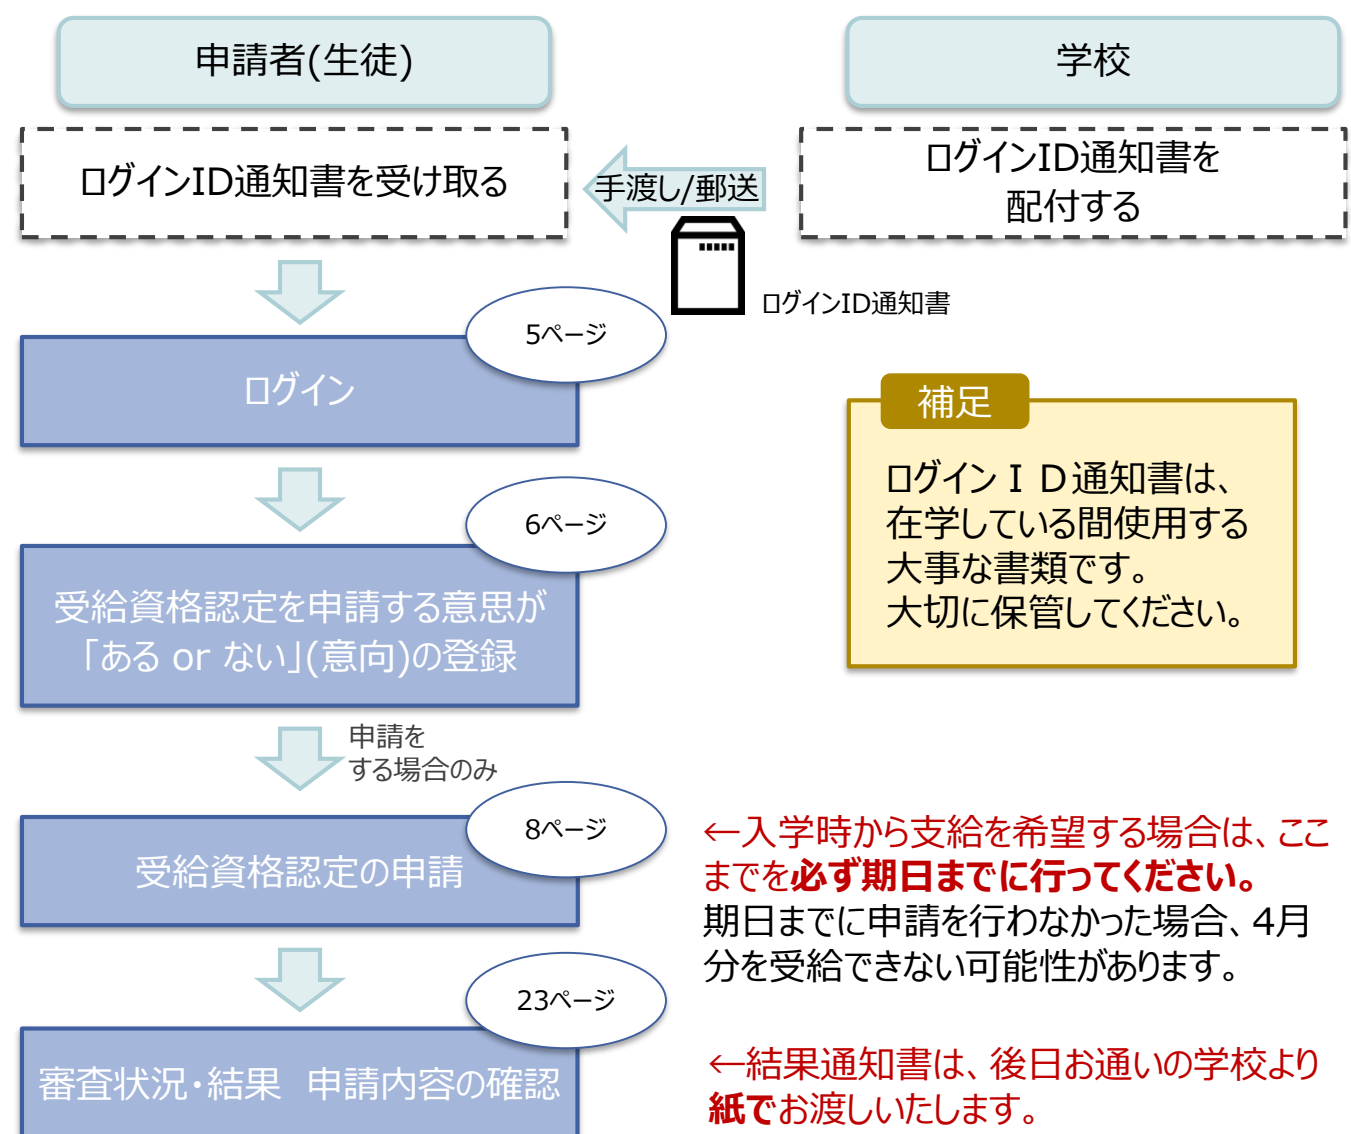 申請者(生徒)
学校
ログインID通知書を受け取る
手渡し/郵送
ログインID通知書を
配付する
ログインID通知書
5ページ
ログイン
補足
ログインＩＤ通知書は、
在学している間使用する
大事な書類です。
大切に保管してください。
6ページ
受給資格認定を申請する意思が
「ある or ない」(意向)の登録
申請を
する場合のみ
8ページ
受給資格認定の申請
←入学時から支給を希望する場合は、ここ
までを必ず期日までに行ってください。
期日までに申請を行わなかった場合、4月
分を受給できない可能性があります。
23ページ
審査状況・結果　申請内容の確認
←結果通知書は、後日お通いの学校より
紙でお渡しいたします。